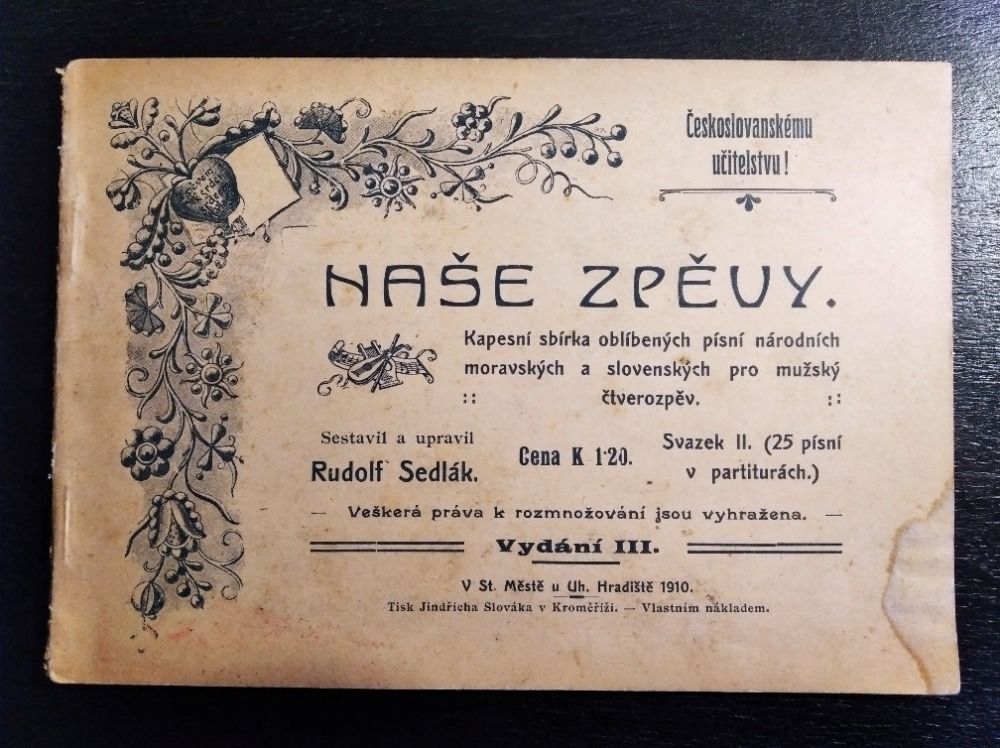 Českoslovanskému
učitelstvu!
NAŠE ZPĚVY.
Kapesní sbírka oblíbených písní národních
moravských a slovenských pro mužský
:: čtverozpěv. ::
Sestavil a upravil
Rudolf Sedlák.
Cena K 1·20.
Svazek II. (25 písní
v partiturách.)
— Veškerá práva k rozmnožování jsou vyhražena. —
Vydání III.
V St. Městě u Uh. Hradiště 1910.
Tisk Jindřicha Slováka v Kroměříži. — Vlastním nákladem.